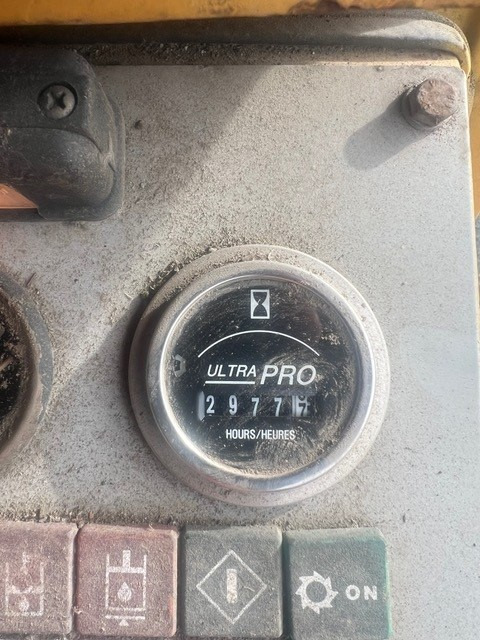 ULTRA PRO
2977
HOURS/HEURES
ON